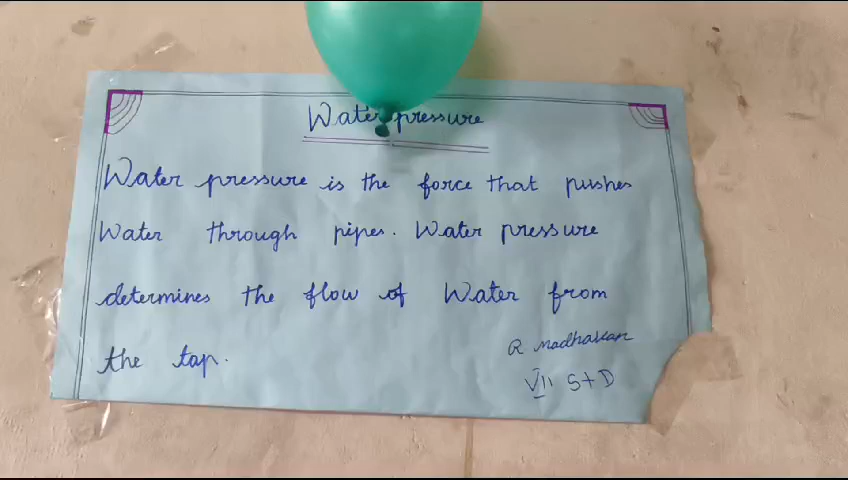 Water pressure
Water pressure is the force that pushes
Water through pipes. Water pressure
determines the flow of Water from
the tap.
R madhavan
VII StD